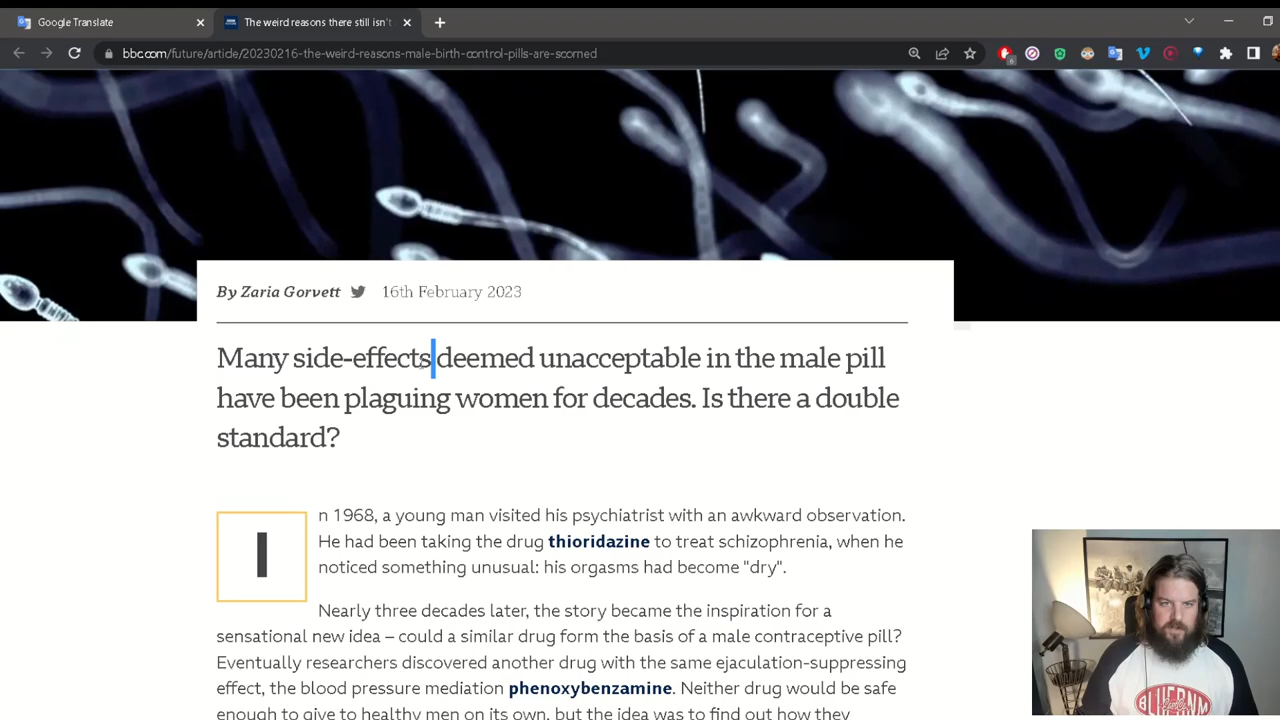 Google Translate
The weird reasons there still isn't
bbc.com/future/article/20230216-the-weird-reasons-male-birth-control-pills-are-scorned
By Zaria Gorvett 16th February 2023
Many side-effects deemed unacceptable in the male pill
have been plaguing women for decades. Is there a double
standard?
In 1968, a young man visited his psychiatrist with an awkward observation.
He had been taking the drug thioridazine to treat schizophrenia, when he
noticed something unusual: his orgasms had become "dry".
Nearly three decades later, the story became the inspiration for a
sensational new idea – could a similar drug form the basis of a male contraceptive pill?
Eventually researchers discovered another drug with the same ejaculation-suppressing
effect, the blood pressure mediation phenoxybenzamine. Neither drug would be safe
enough to give to healthy men on its own, but the idea was to find out how they